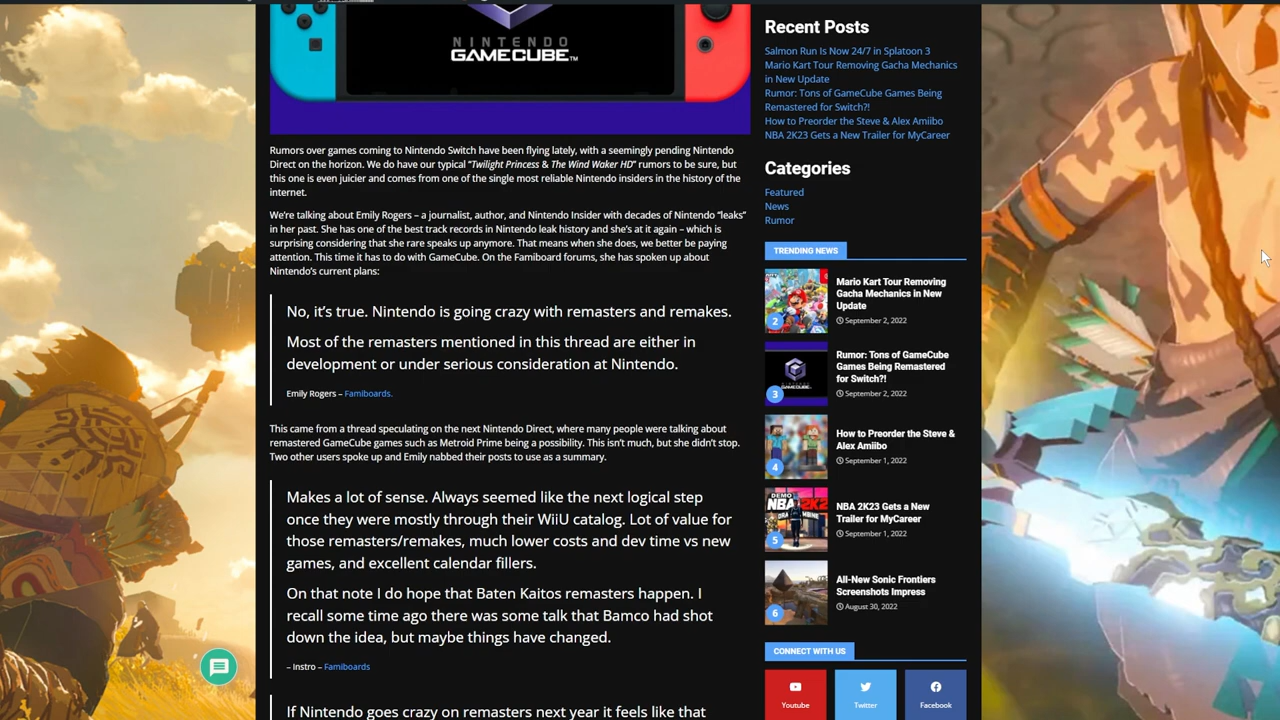 NINTENDO
GAMECUBE™
Rumors over games coming to Nintendo Switch have been flying lately, with a seemingly pending Nintendo
Direct on the horizon. We do have our typical "Twilight Princess & The Wind Waker HD" rumors to be sure, but
this one is even juicier and comes from one of the single most reliable Nintendo insiders in the history of the
internet.
We're talking about Emily Rogers – a journalist, author, and Nintendo Insider with decades of Nintendo "leaks"
in her past. She has one of the best track records in Nintendo leak history and she's at it again – which is
surprising considering that she rare speaks up anymore. That means when she does, we better be paying
attention. This time it has to do with GameCube. On the Famiboard forums, she has spoken up about
Nintendo's current plans:
No, it's true. Nintendo is going crazy with remasters and remakes.
Most of the remasters mentioned in this thread are either in
development or under serious consideration at Nintendo.
Emily Rogers – Famiboards.
This came from a thread speculating on the next Nintendo Direct, where many people were talking about
remastered GameCube games such as Metroid Prime being a possibility. This isn't much, but she didn't stop.
Two other users spoke up and Emily nabbed their posts to use as a summary.
Makes a lot of sense. Always seemed like the next logical step
once they were mostly through their WiiU catalog. Lot of value for
those remasters/remakes, much lower costs and dev time vs new
games, and excellent calendar fillers.
On that note I do hope that Baten Kaitos remasters happen. I
recall some time ago there was some talk that Bamco had shot
down the idea, but maybe things have changed.
– Instro – Famiboards
If Nintendo goes crazy on remasters next year it feels like that
Recent Posts
Salmon Run Is Now 24/7 in Splatoon 3
Mario Kart Tour Removing Gacha Mechanics
in New Update
Rumor: Tons of GameCube Games Being
Remastered for Switch?!
How to Preorder the Steve & Alex Amiibo
NBA 2K23 Gets a New Trailer for MyCareer
Categories
Featured
News
Rumor
TRENDING NEWS
2
Mario Kart Tour Removing
Gacha Mechanics in New
Update
September 2, 2022
3
Rumor: Tons of GameCube
Games Being Remastered
for Switch?!
September 2, 2022
4
How to Preorder the Steve &
Alex Amiibo
September 1, 2022
DEMO
NBA 2K
5
NBA 2K23 Gets a New
Trailer for MyCareer
September 1, 2022
6
All-New Sonic Frontiers
Screenshots Impress
August 30, 2022
CONNECT WITH US
Youtube
Twitter
Facebook